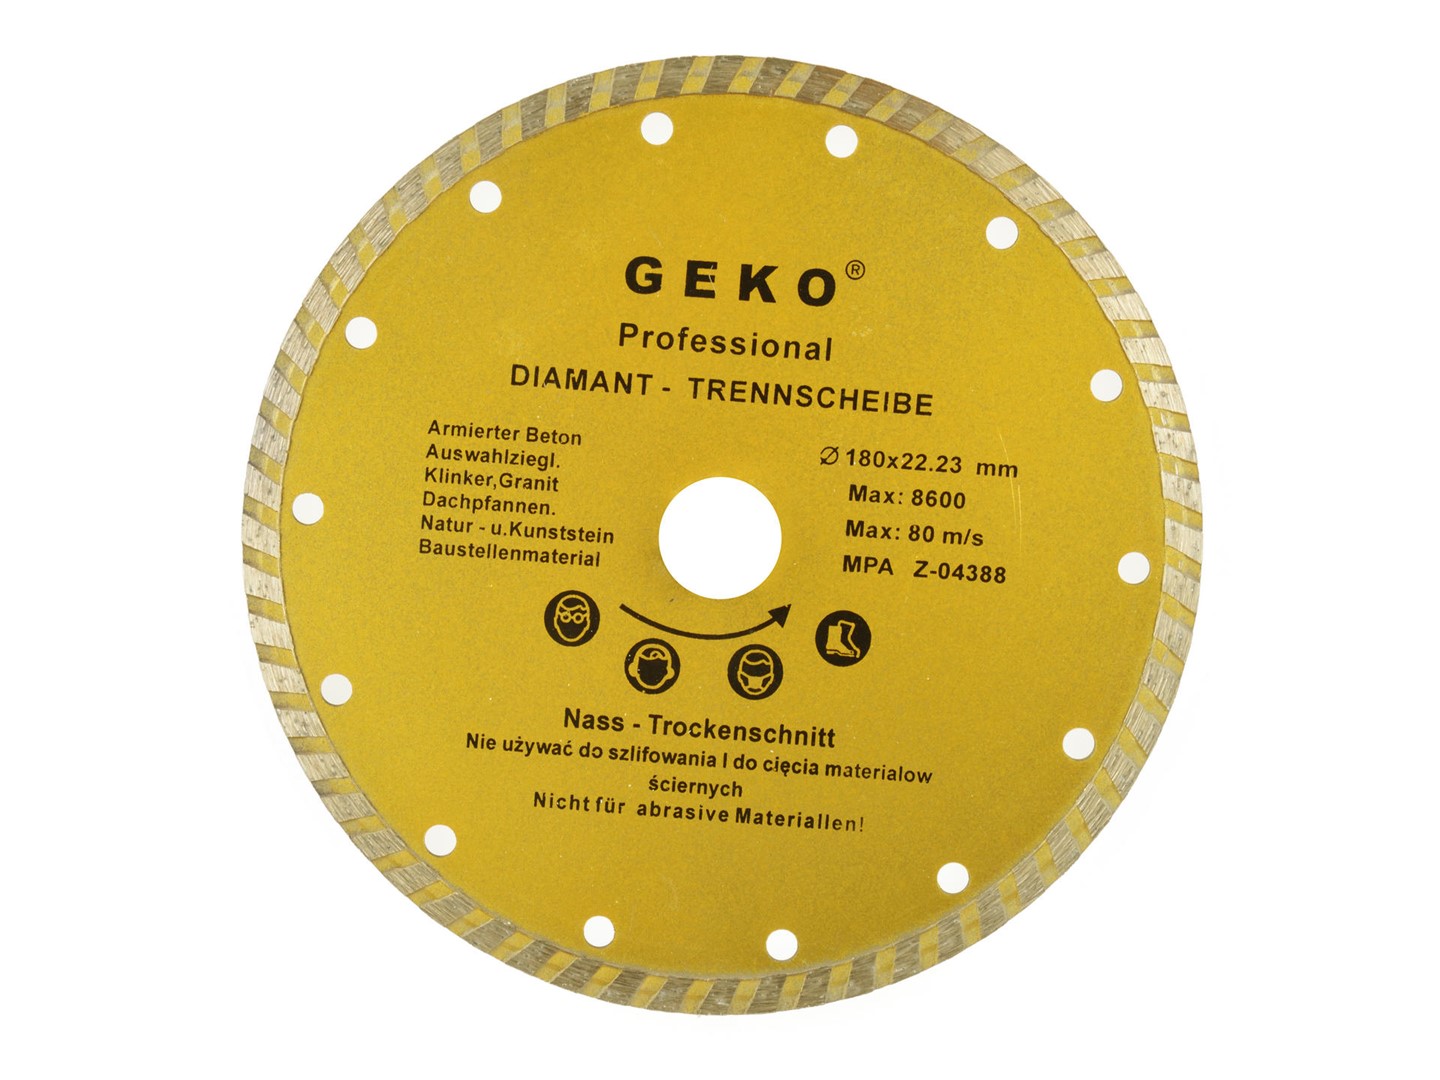 GEKO®
Professional
DIAMANT - TRENNSCHEIBE
Armierter Beton
Auswahlziegl.
Klinker,Granit
Dachpfannen.
Natur - u.Kunststein
Baustellenmaterial
Ø 180x22.23 mm
Max: 8600
Max: 80 m/s
MPA Z-04388
Nass - Trockenschnitt
Nie używać do szlifowania I do cięcia materialow
ściernych
Nicht für abrasive Materiallen!